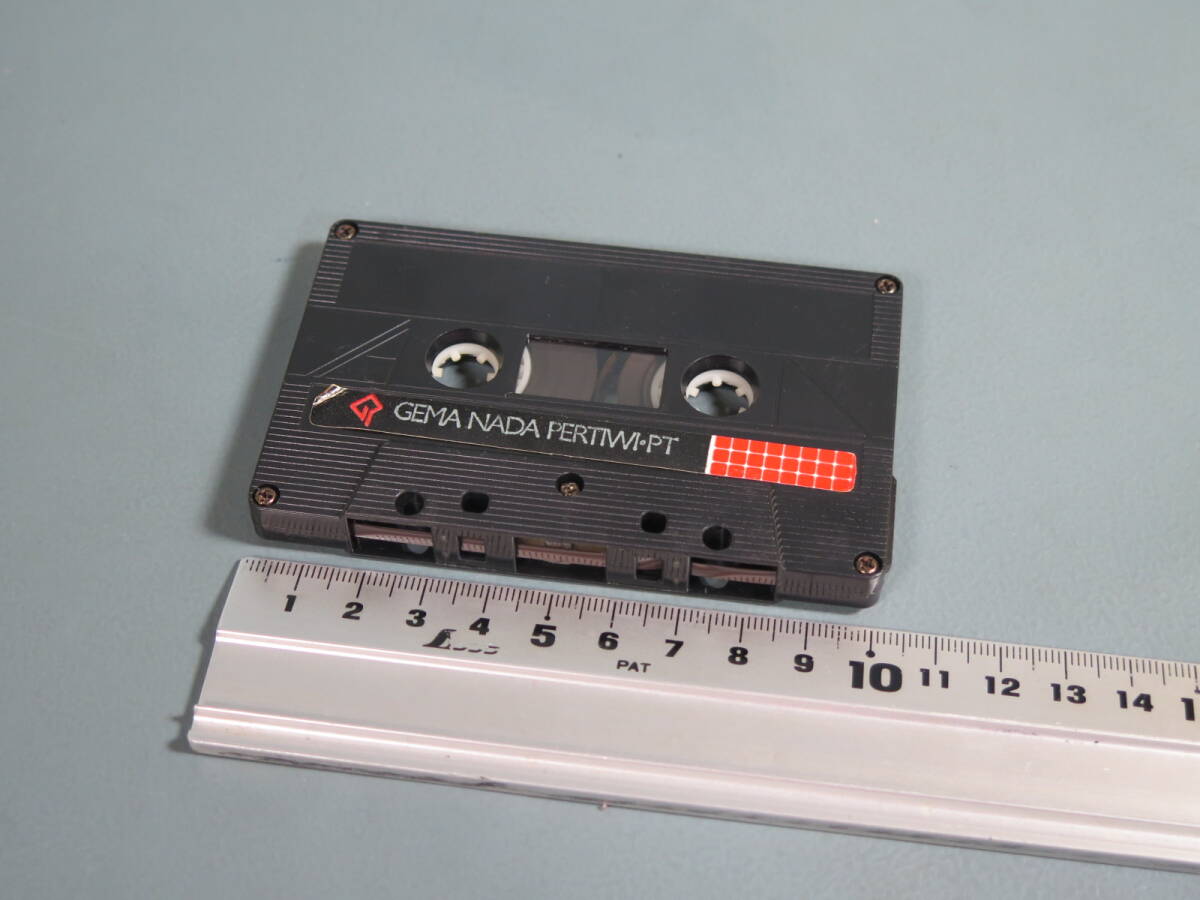 GEMA NADA PERTIWI•PT
1 2 3 4 5 6 7 8 9 10 11 12 13 14
PAT